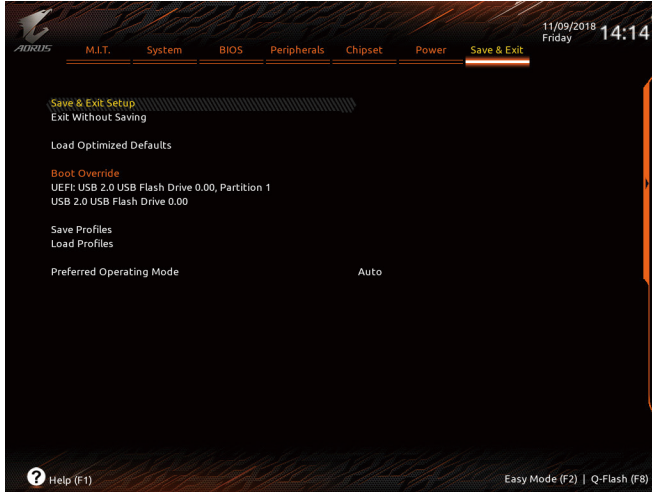 11/09/2018 14:14
Friday
AORUS
M.I.T. System BIOS Peripherals Chipset Power Save & Exit
Save & Exit Setup
Exit Without Saving
Load Optimized Defaults
Boot Override
UEFI: USB 2.0 USB Flash Drive 0.00, Partition 1
USB 2.0 USB Flash Drive 0.00
Save Profiles
Load Profiles
Preferred Operating Mode Auto
? Help (F1) Easy Mode (F2) | Q-Flash (F8)